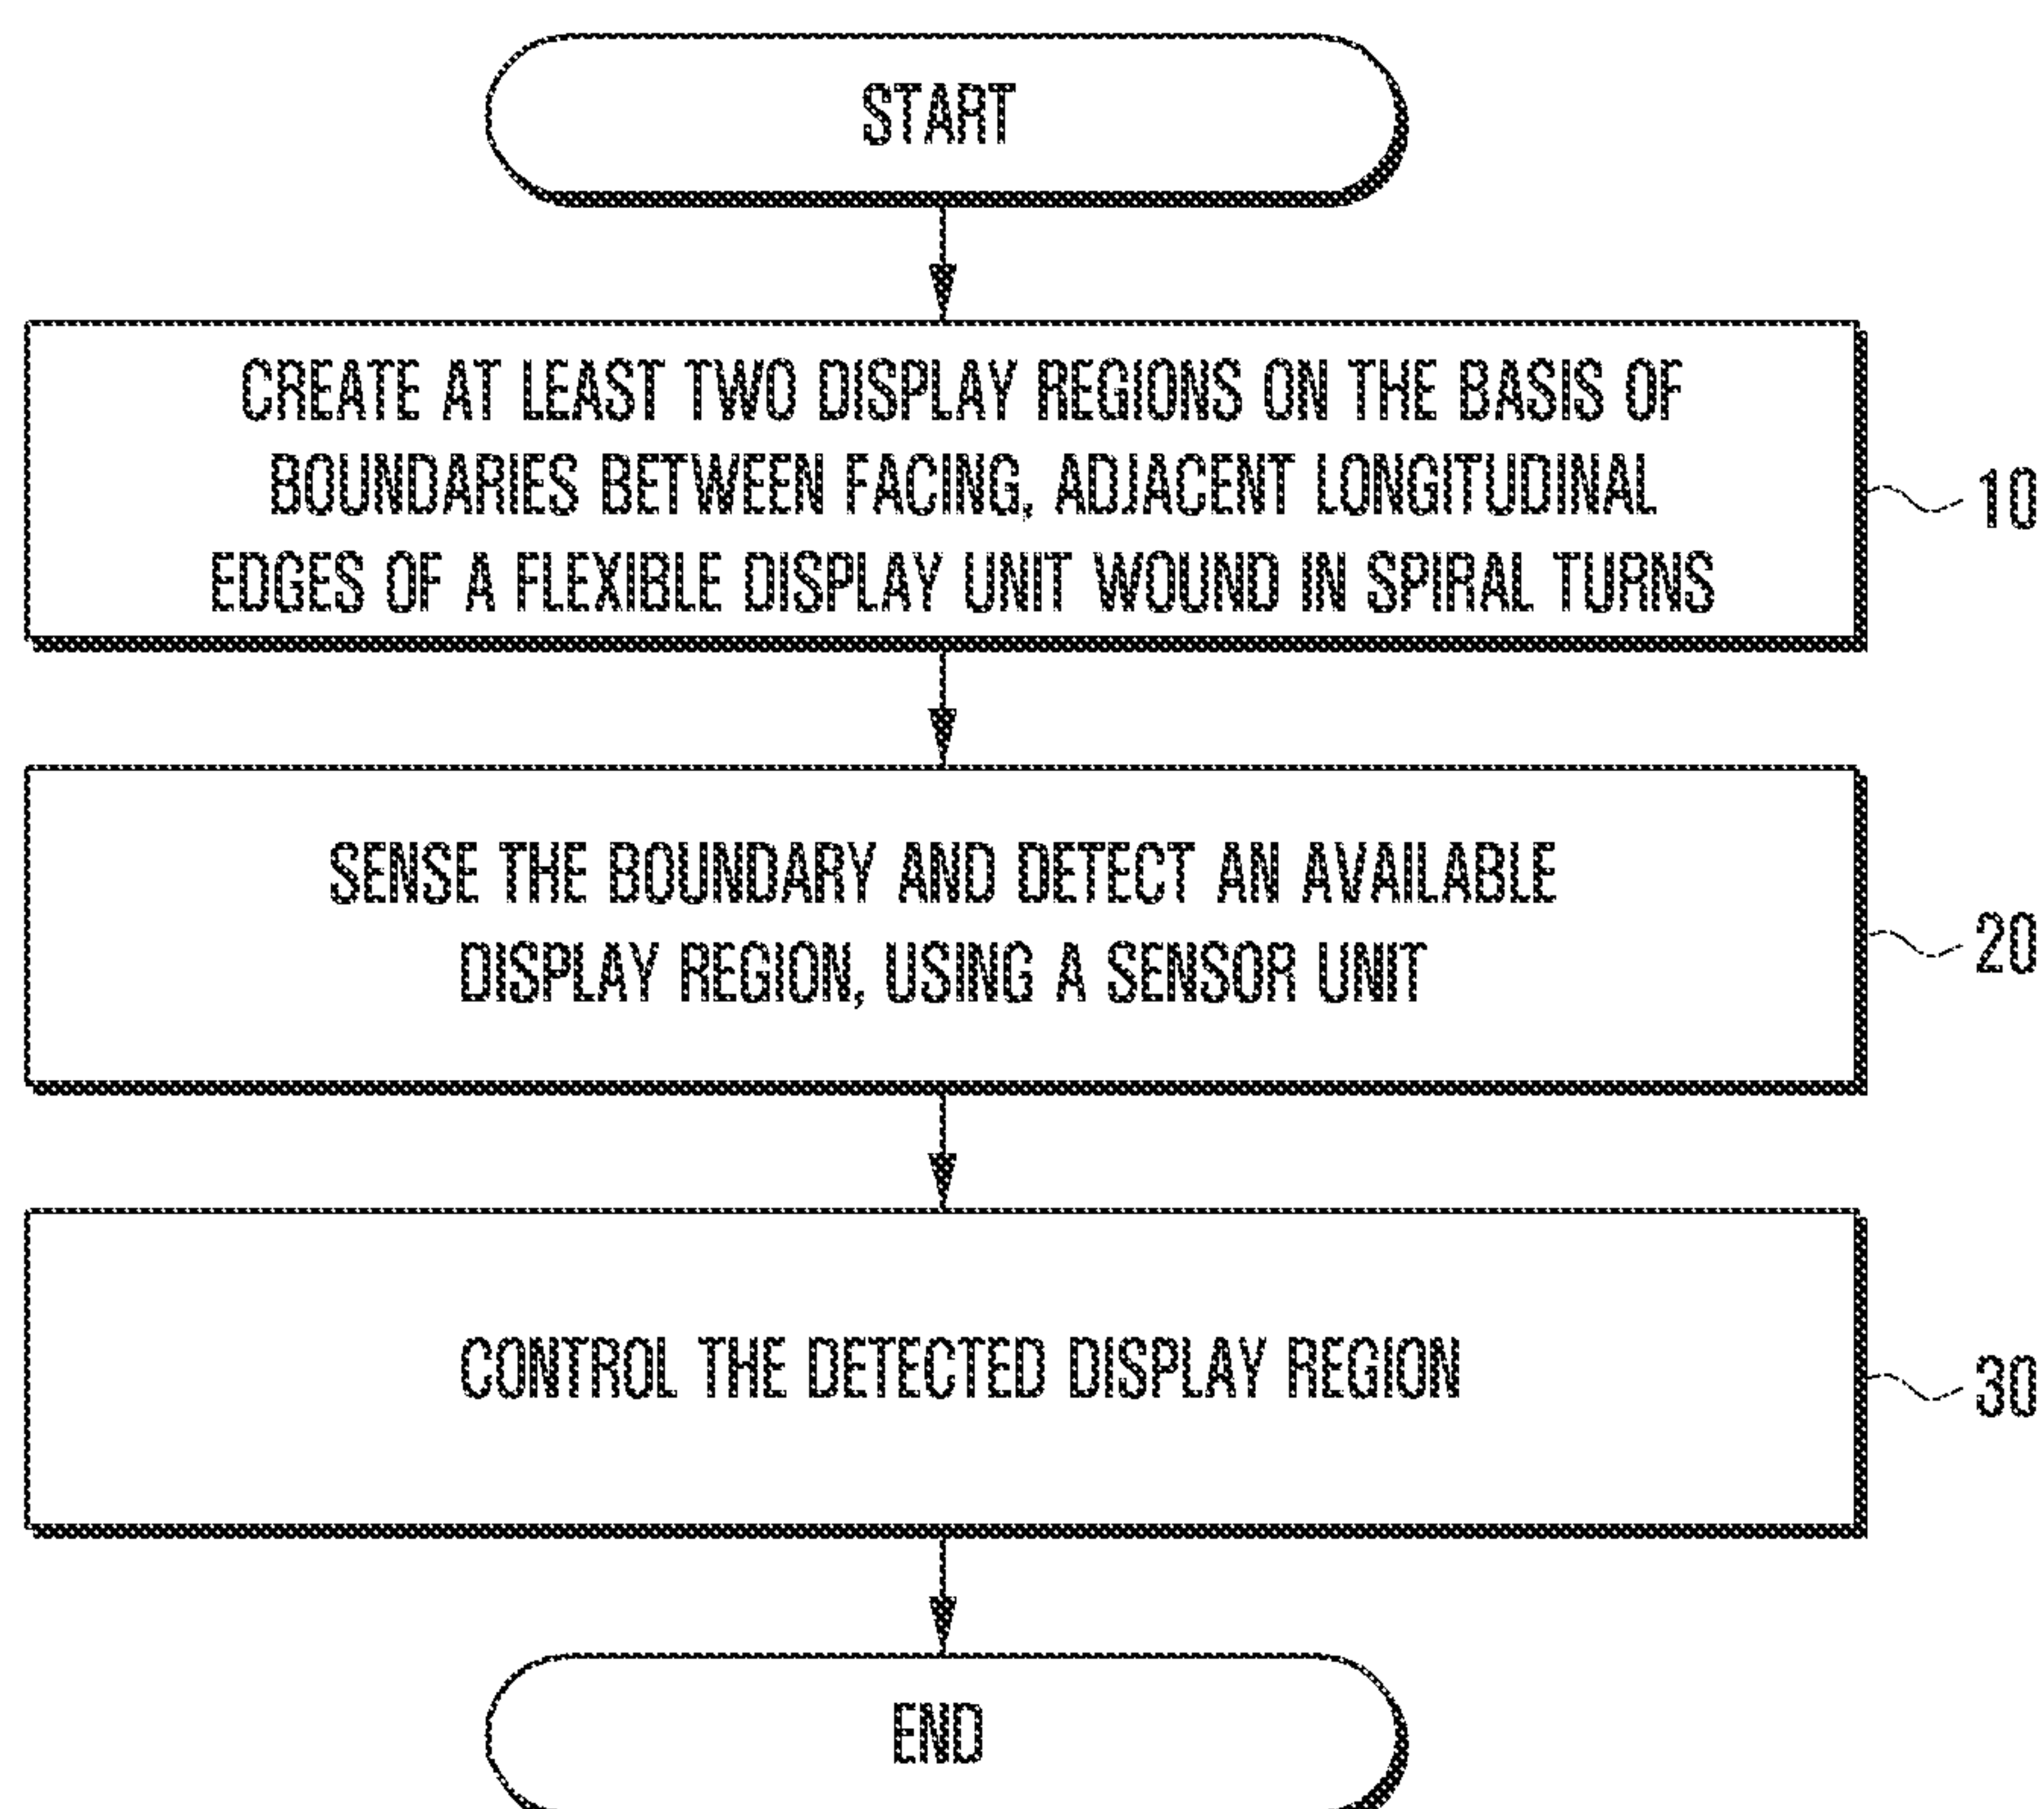 START
CREATE AT LEAST TWO DISPLAY REGIONS ON THE BASIS OF
BOUNDARIES BETWEEN FACING, ADJACENT LONGITUDINAL
EDGES OF A FLEXIBLE DISPLAY UNIT WOUND IN SPIRAL TURNS
10
SENSE THE BOUNDARY AND DETECT AN AVAILABLE
DISPLAY REGION, USING A SENSOR UNIT
20
CONTROL THE DETECTED DISPLAY REGION
30
END